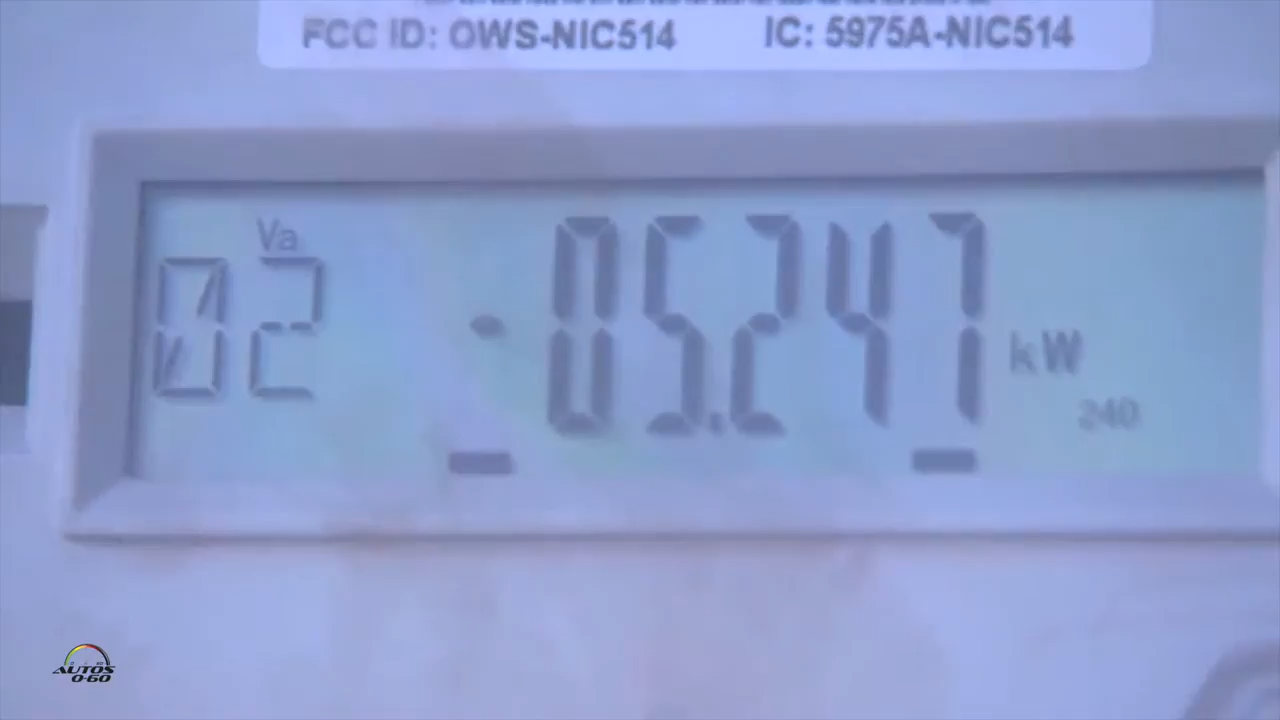 FCC ID: OWS-NIC514 IC: 5975A-NIC514
Va
02 -05.247 kW
240
AUTOS
0-60